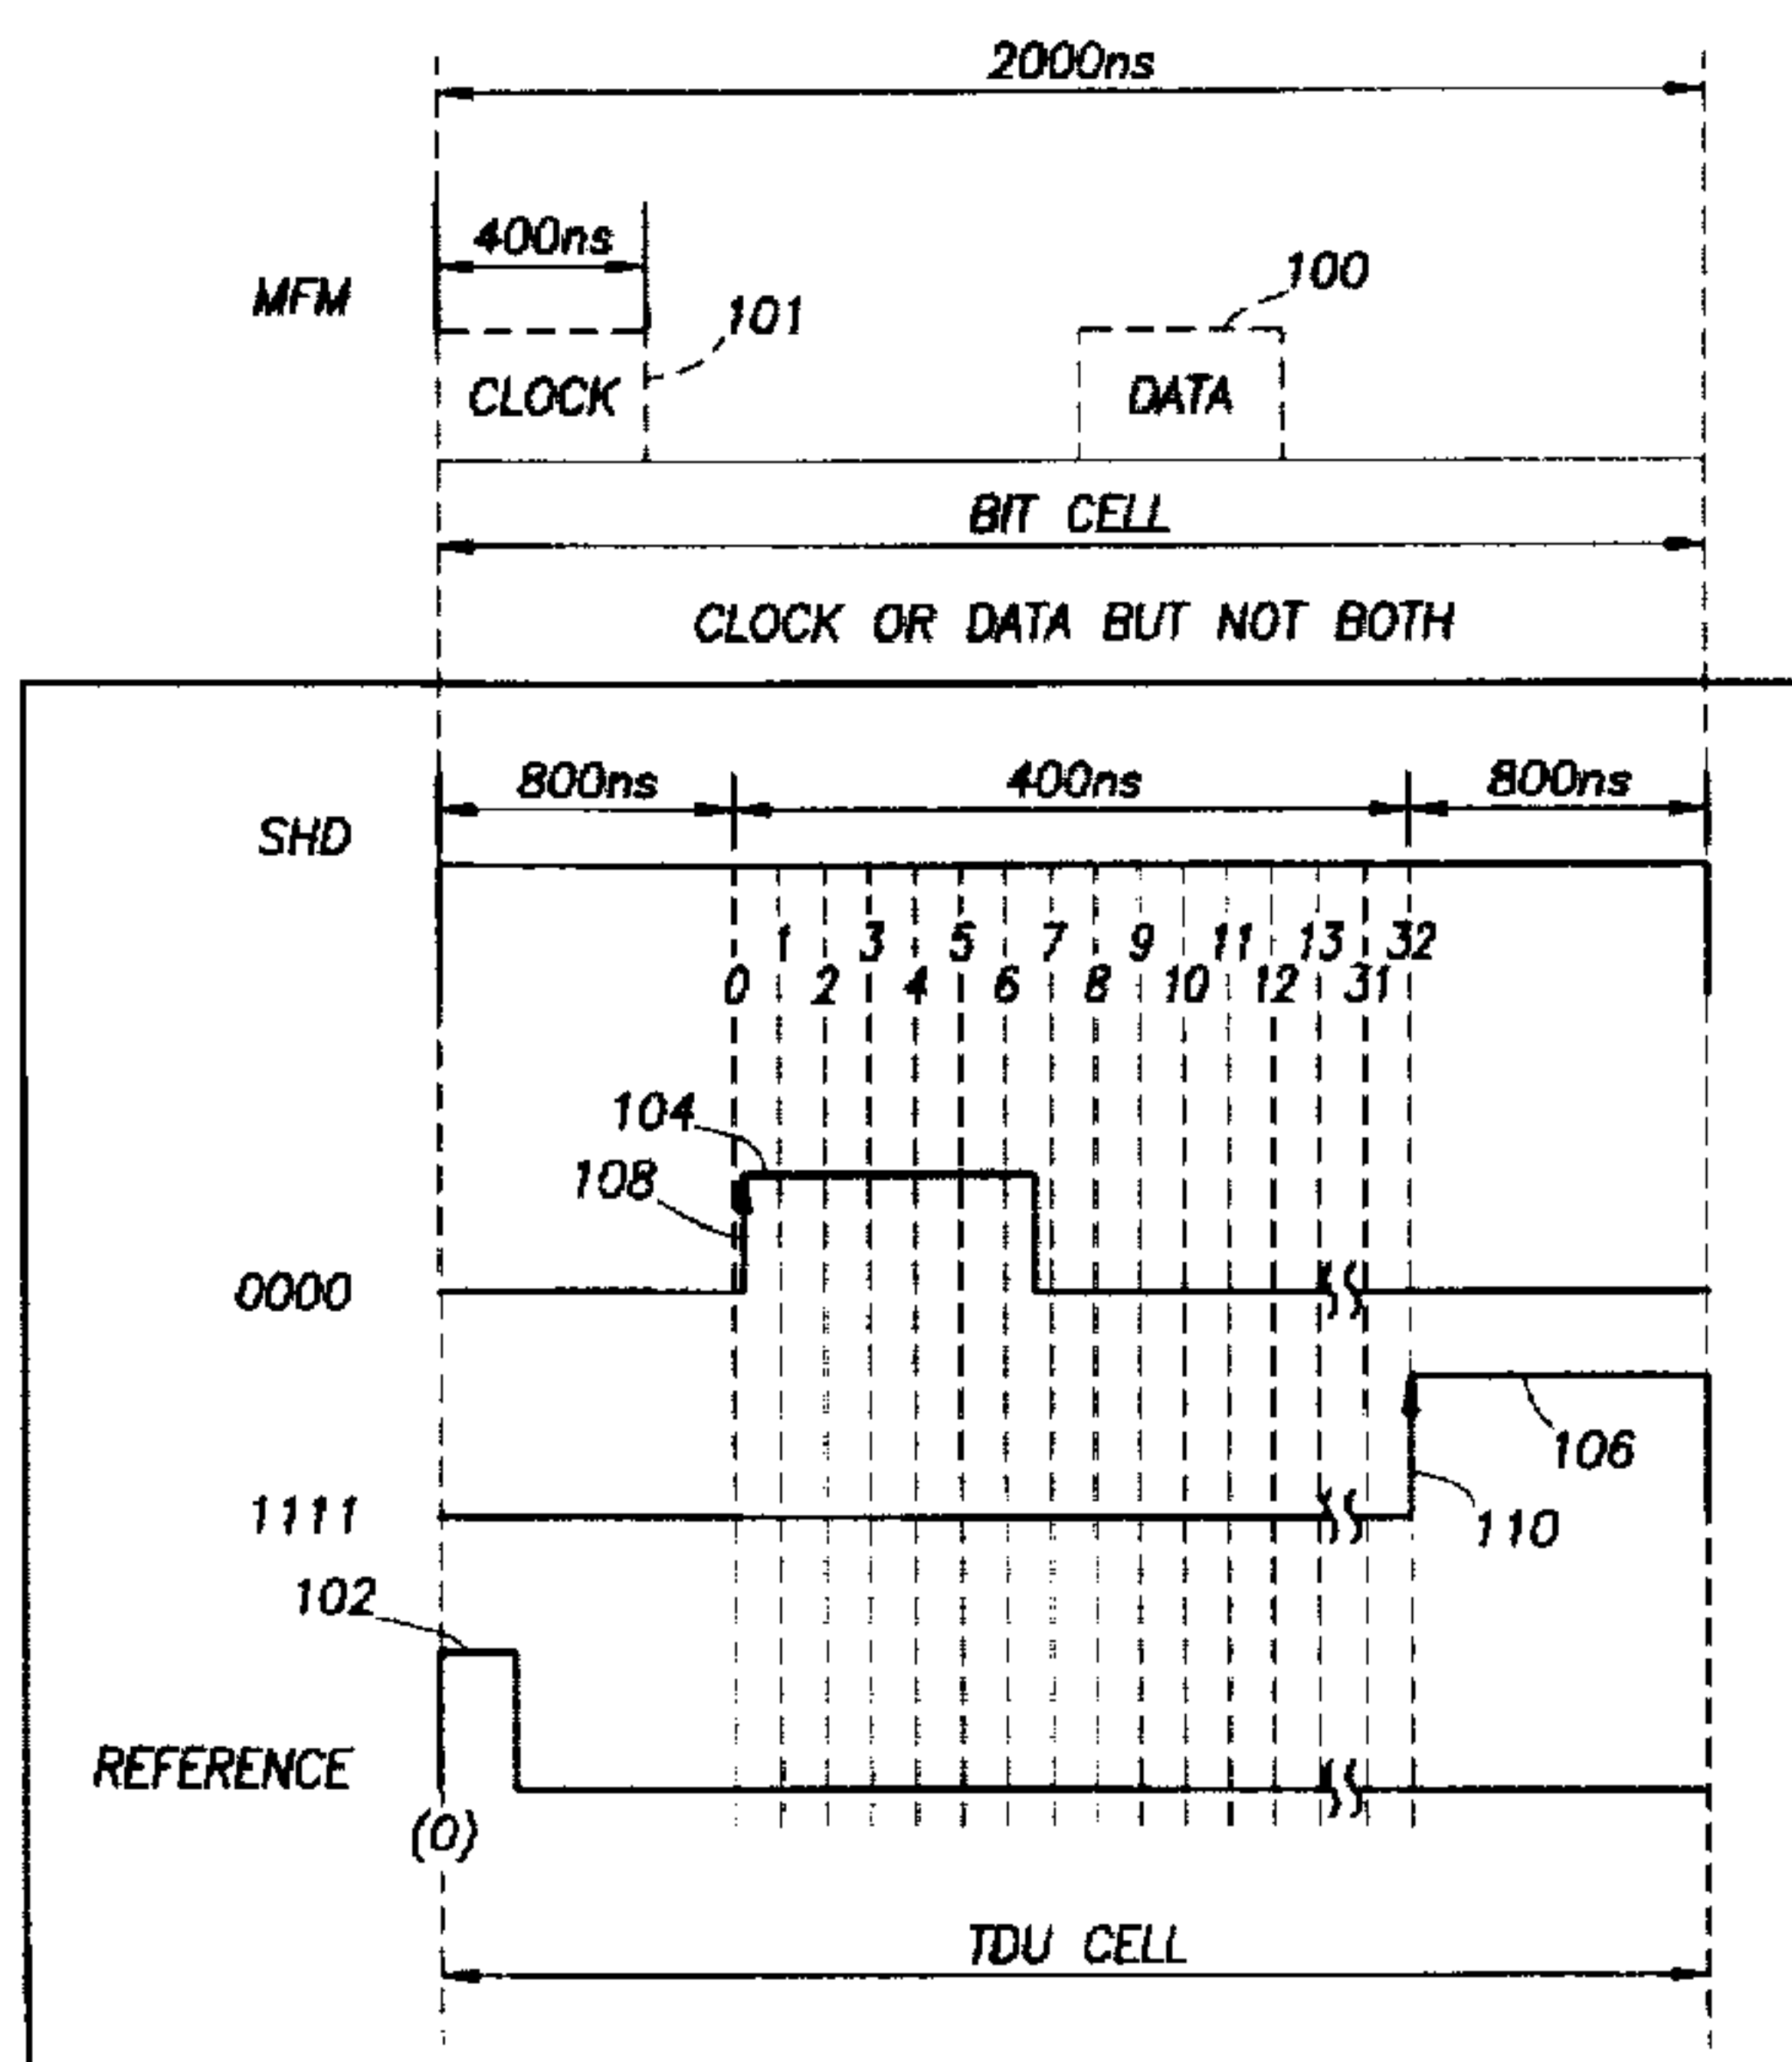 2000ns
400ns
MFM
100
101
CLOCK
DATA
BIT CELL
CLOCK OR DATA BUT NOT BOTH
800ns
400ns
800ns
SHD
1 3 5 7 9 11 13 32
0 2 4 6 8 10 12 31
104
108
0000
106
1111
110
102
REFERENCE
(0)
TDU CELL